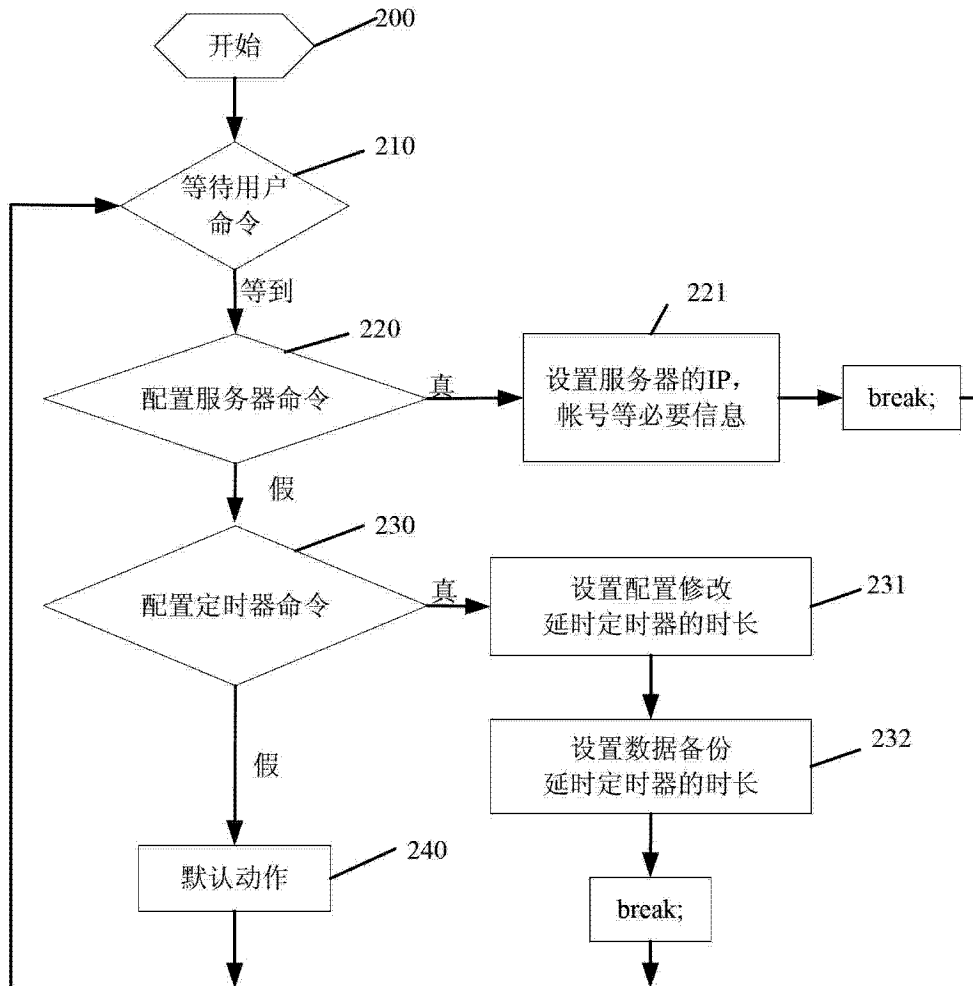 开始
200
等待用户
命令
210
等到
配置服务器命令
220
真
设置服务器的IP，
帐号等必要信息
221
break;
假
配置定时器命令
230
真
设置配置修改
延时定时器的时长
231
设置数据备份
延时定时器的时长
232
假
默认动作
240
break;